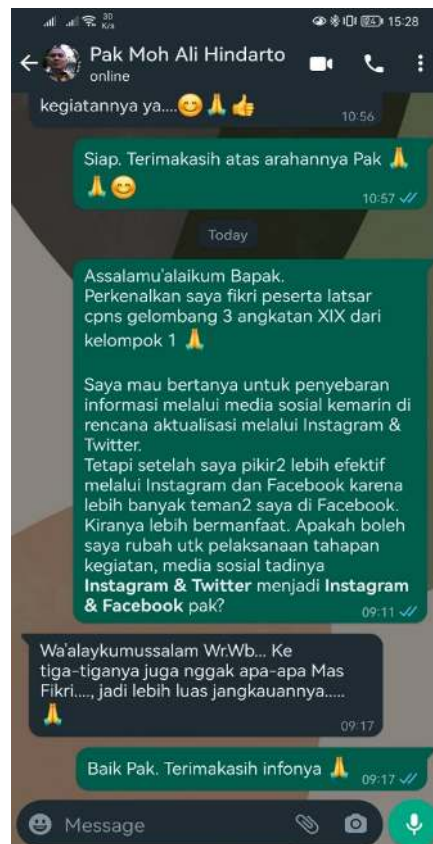 30
K/s
84
15:28
Pak Moh Ali Hindarto
online
kegiatannya ya....😊🙏👍
10:56
Siap. Terimakasih atas arahannya Pak 🙏
🙏😊
10:57
Today
Assalamu'alaikum Bapak.
Perkenalkan saya fikri peserta latsar
cpns gelombang 3 angkatan XIX dari
kelompok 1 🙏
Saya mau bertanya untuk penyebaran
informasi melalui media sosial kemarin di
rencana aktualisasi melalui Instagram &
Twitter.
Tetapi setelah saya pikir2 lebih efektif
melalui Instagram dan Facebook karena
lebih banyak teman2 saya di Facebook.
Kiranya lebih bermanfaat. Apakah boleh
saya rubah utk pelaksanaan tahapan
kegiatan, media sosial tadinya
Instagram & Twitter menjadi Instagram
& Facebook pak?
09:11
Wa'alaykumussalam Wr.Wb... Ke
tiga-tiganya juga nggak apa-apa Mas
Fikri...., jadi lebih luas jangkauannya.....
🙏
09:17
Baik Pak. Terimakasih infonya 🙏
09:17
Message